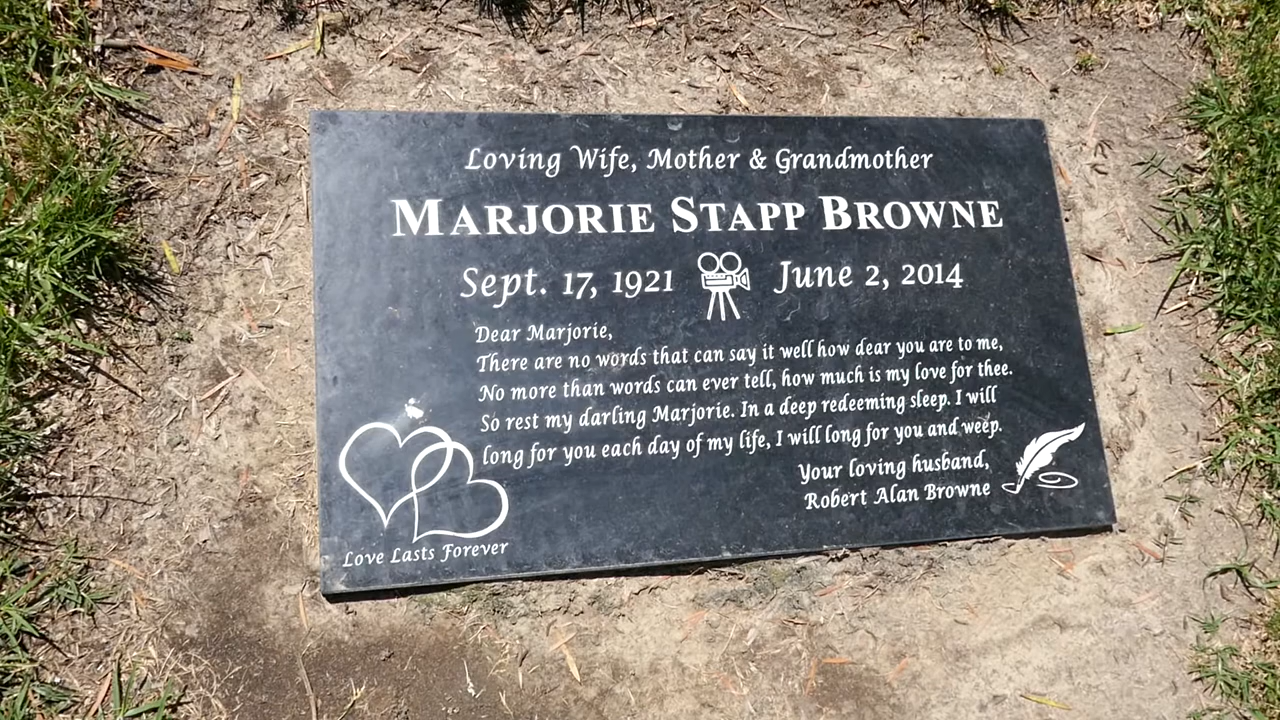 Loving Wife, Mother & Grandmother
MARJORIE STAPP BROWNE
Sept. 17, 1921 June 2, 2014
Dear Marjorie,
There are no words that can say it well how dear you are to me,
No more than words can ever tell, how much is my love for thee.
So rest my darling Marjorie. In a deep redeeming sleep. I will
long for you each day of my life, I will long for you and weep.
Your loving husband,
Robert Alan Browne
Love Lasts Forever